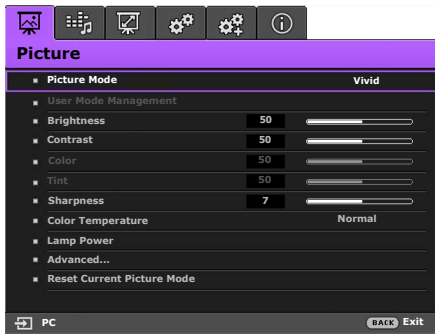 Picture
Picture Mode Vivid
User Mode Management
Brightness 50
Contrast 50
Color 50
Tint 50
Sharpness 7
Color Temperature Normal
Lamp Power
Advanced...
Reset Current Picture Mode
PC BACK Exit